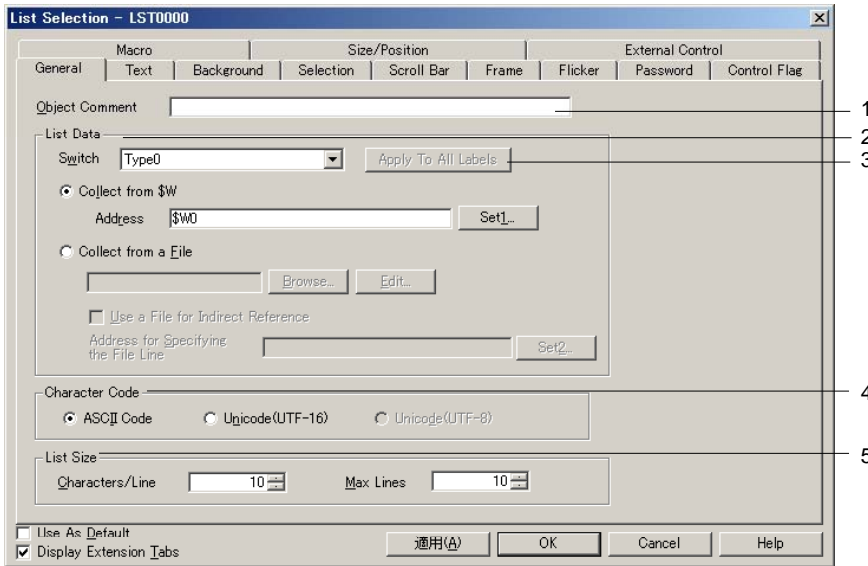 List Selection - LST0000
Macro Size/Position External Control
General Text Background Selection Scroll Bar Frame Flicker Password Control Flag
Object Comment 1
List Data 2
Switch Type0 Apply To All Labels 3
Collect from $W
Address $W0 Set1...
Collect from a File
Browse... Edit...
Use a File for Indirect Reference
Address for Specifying
the File Line Set2...
Character Code 4
ASCII Code Unicode(UTF-16) Unicode(UTF-8)
List Size 5
Characters/Line 10 Max Lines 10
Use As Default
Display Extension Tabs 適用(A) OK Cancel Help